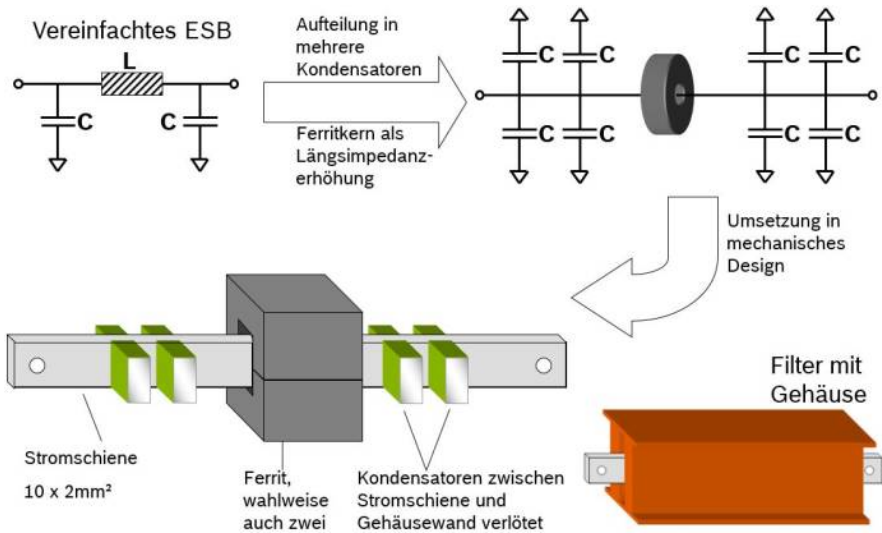 Vereinfachtes ESB
L
C
C
Aufteilung in
mehrere
Kondensatoren
Ferritkern als
Längsimpedanz-
erhöhung
C
C
C
C
C
C
C
C
Umsetzung in
mechanisches
Design
Stromschiene
10 x 2mm²
Ferrit,
wahlweise
auch zwei
Kondensatoren zwischen
Stromschiene und
Gehäusewand verlötet
Filter mit
Gehäuse